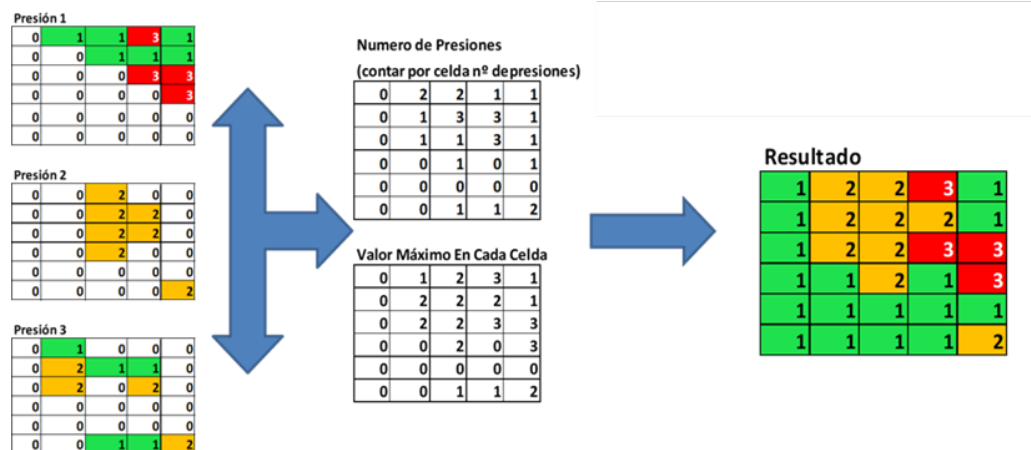 Presión 1
0 1 1 3 1
0 0 1 1 1
0 0 0 3 3
0 0 0 0 3
0 0 0 0 0
0 0 0 0 0
Presión 2
0 0 2 0 0
0 0 2 2 0
0 0 2 2 0
0 0 2 0 0
0 0 0 0 0
0 0 0 0 2
Presión 3
0 1 0 0 0
0 2 1 1 0
0 2 0 2 0
0 0 0 0 0
0 0 0 0 0
0 0 1 1 2
Numero de Presiones
(contar por celda nº depresiones)
0 2 2 1 1
0 1 3 3 1
0 1 1 3 1
0 0 1 0 1
0 0 0 0 0
0 0 1 1 2
Valor Máximo En Cada Celda
0 1 2 3 1
0 2 2 2 1
0 2 2 3 3
0 0 2 0 3
0 0 0 0 0
0 0 1 1 2
Resultado
1 2 2 3 1
1 2 2 2 1
1 2 2 3 3
1 1 2 1 3
1 1 1 1 1
1 1 1 1 2